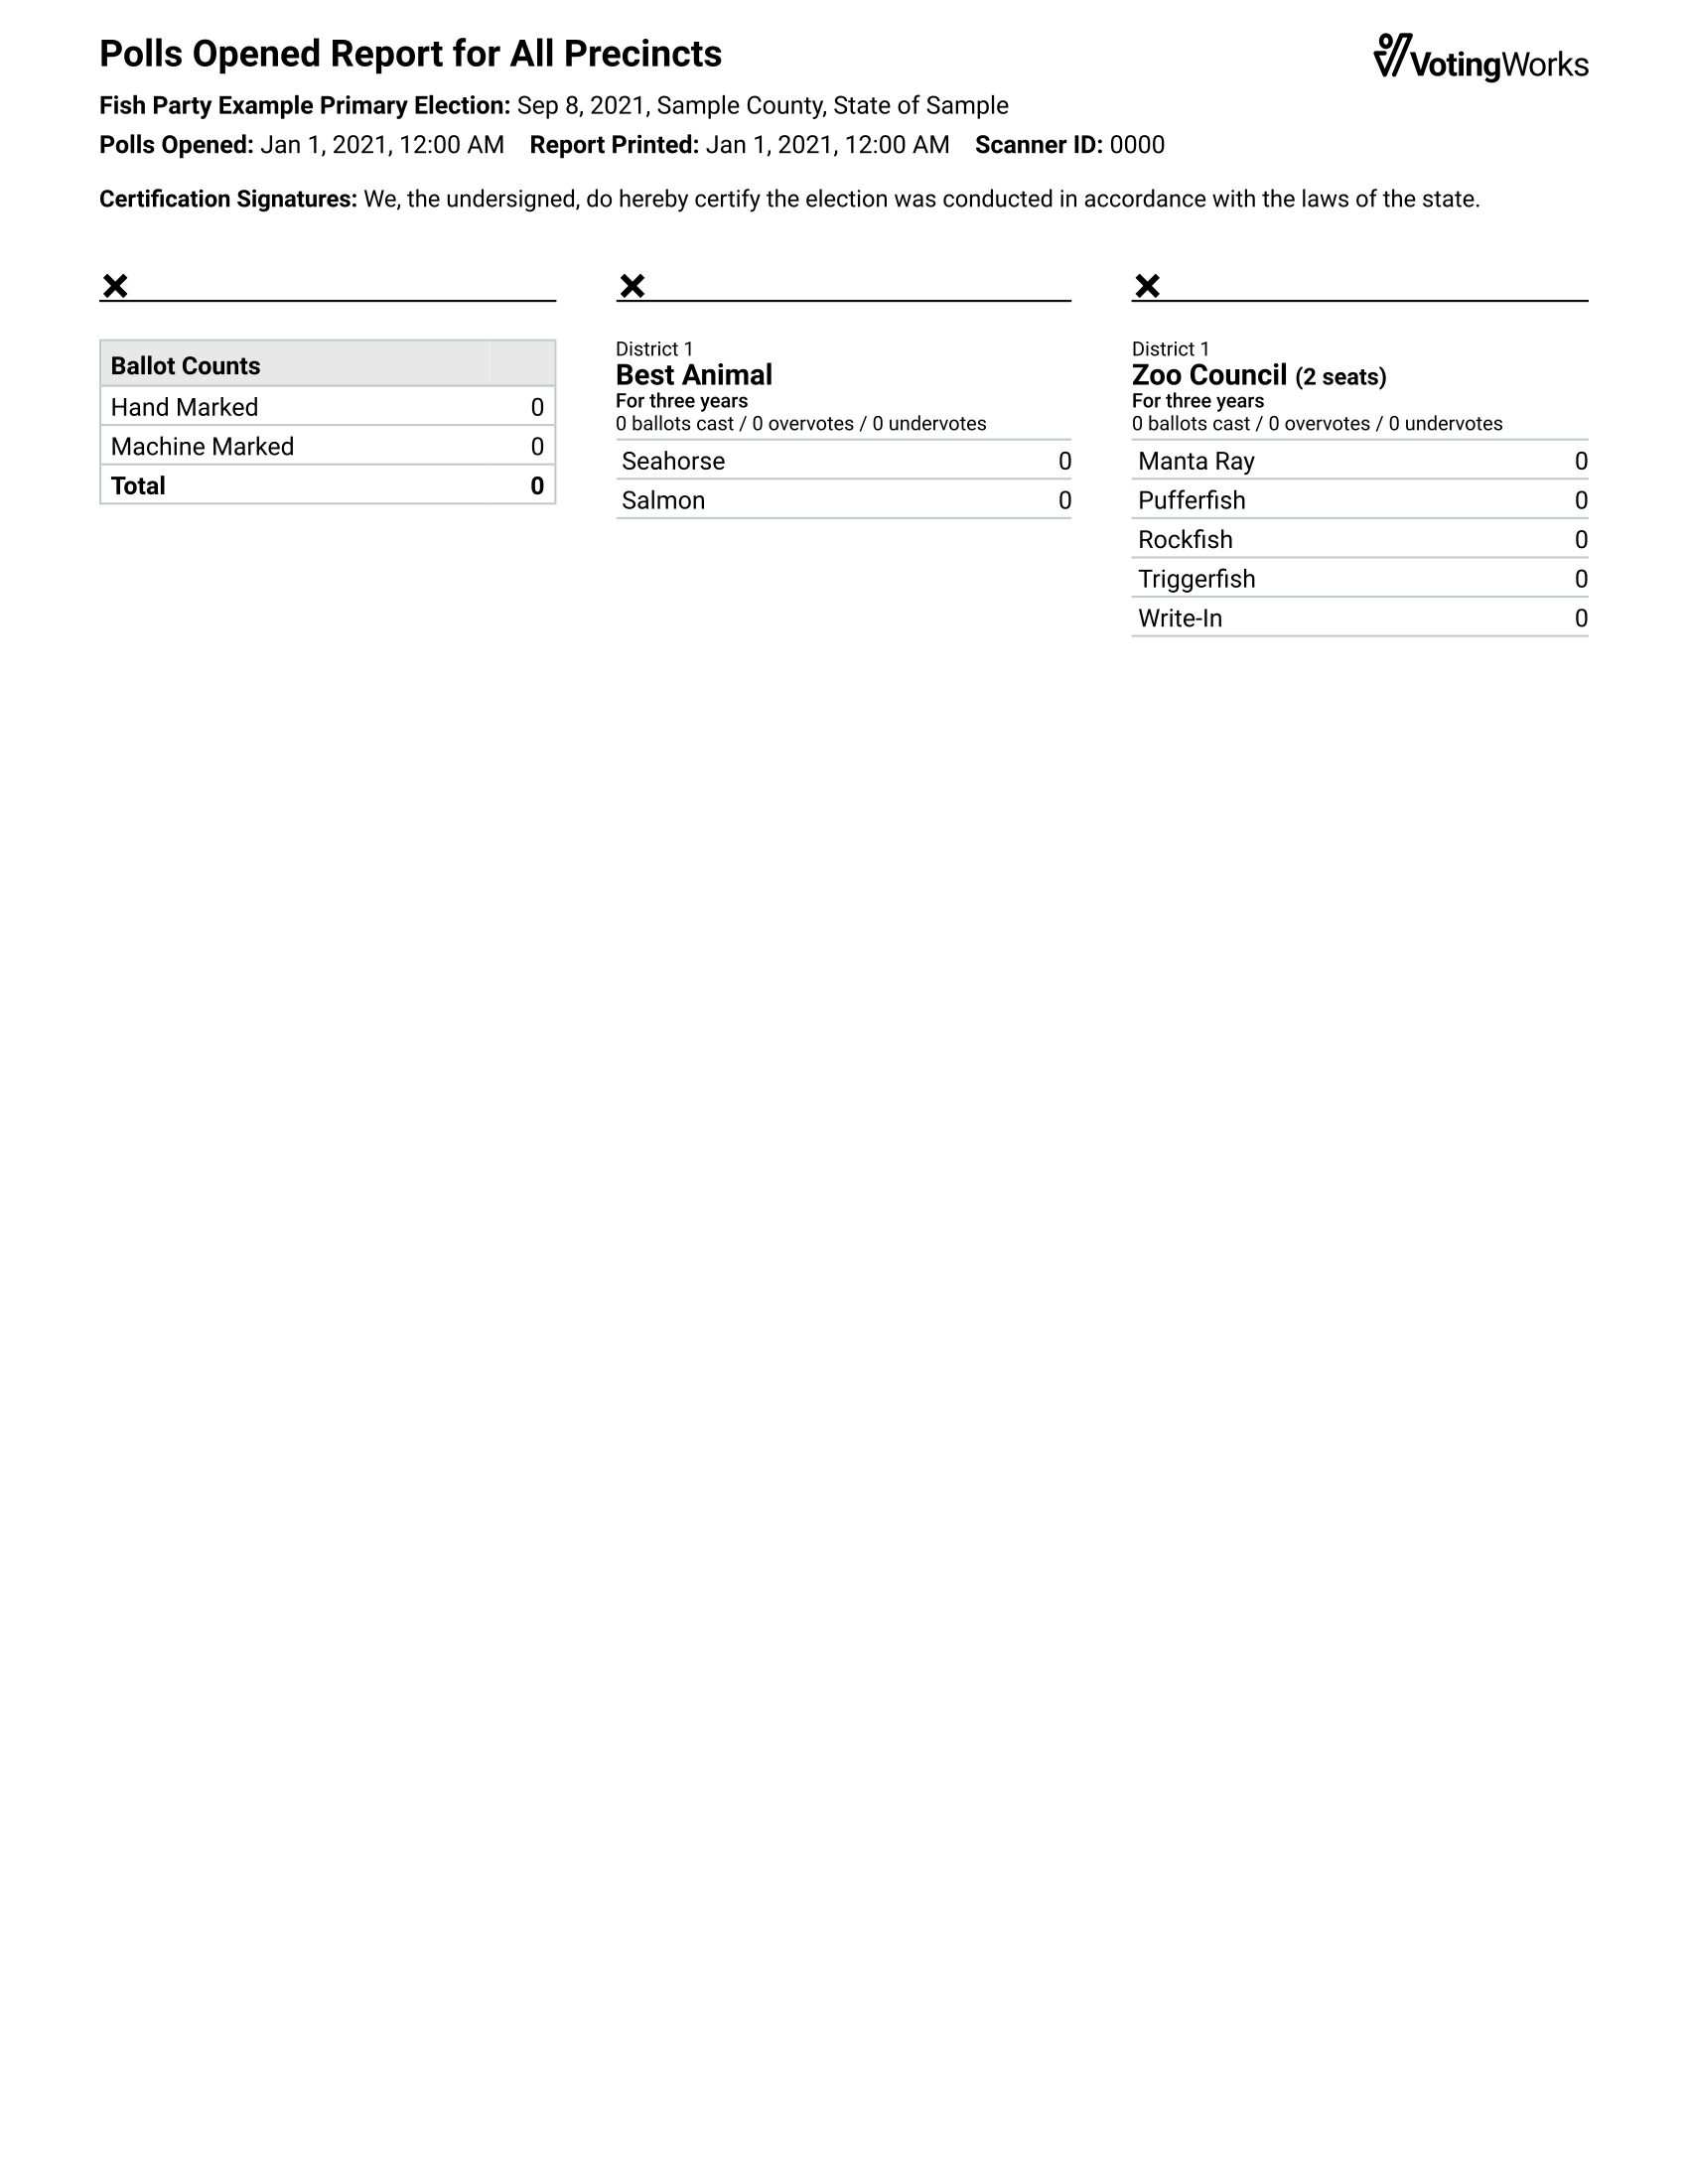 Polls Opened Report for All Precincts
VotingWorks
Fish Party Example Primary Election: Sep 8, 2021, Sample County, State of Sample
Polls Opened: Jan 1, 2021, 12:00 AM Report Printed: Jan 1, 2021, 12:00 AM Scanner ID: 0000
Certification Signatures: We, the undersigned, do hereby certify the election was conducted in accordance with the laws of the state.
Ballot Counts
Hand Marked 0
Machine Marked 0
Total 0
District 1
Best Animal
For three years
0 ballots cast / 0 overvotes / 0 undervotes
Seahorse 0
Salmon 0
District 1
Zoo Council (2 seats)
For three years
0 ballots cast / 0 overvotes / 0 undervotes
Manta Ray 0
Pufferfish 0
Rockfish 0
Triggerfish 0
Write-In 0